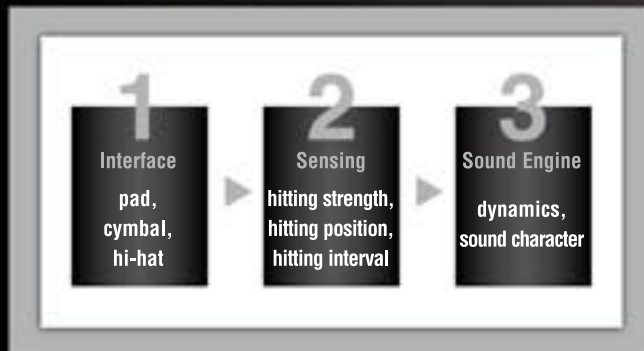 1
Interface
pad,
cymbal,
hi-hat
2
Sensing
hitting strength,
hitting position,
hitting interval
3
Sound Engine
dynamics,
sound character